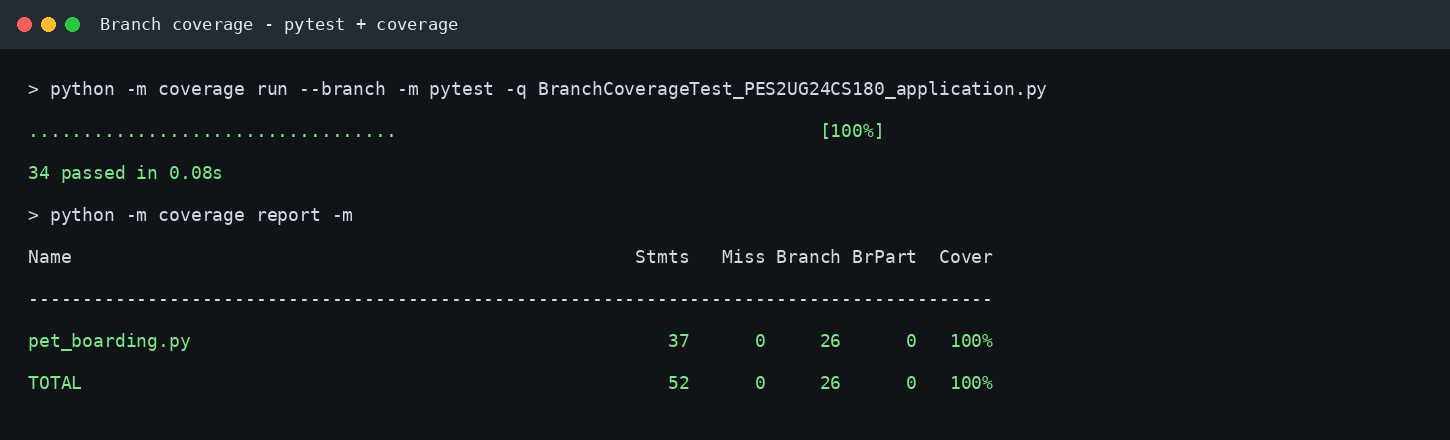 Branch coverage - pytest + coverage
> python -m coverage run --branch -m pytest -q BranchCoverageTest_PES2UG24CS180_application.py
.................................. [100%]
34 passed in 0.08s
> python -m coverage report -m
Name Stmts Miss Branch BrPart Cover
-----------------------------------------------------------------------------------------
pet_boarding.py 37 0 26 0 100%
TOTAL 52 0 26 0 100%